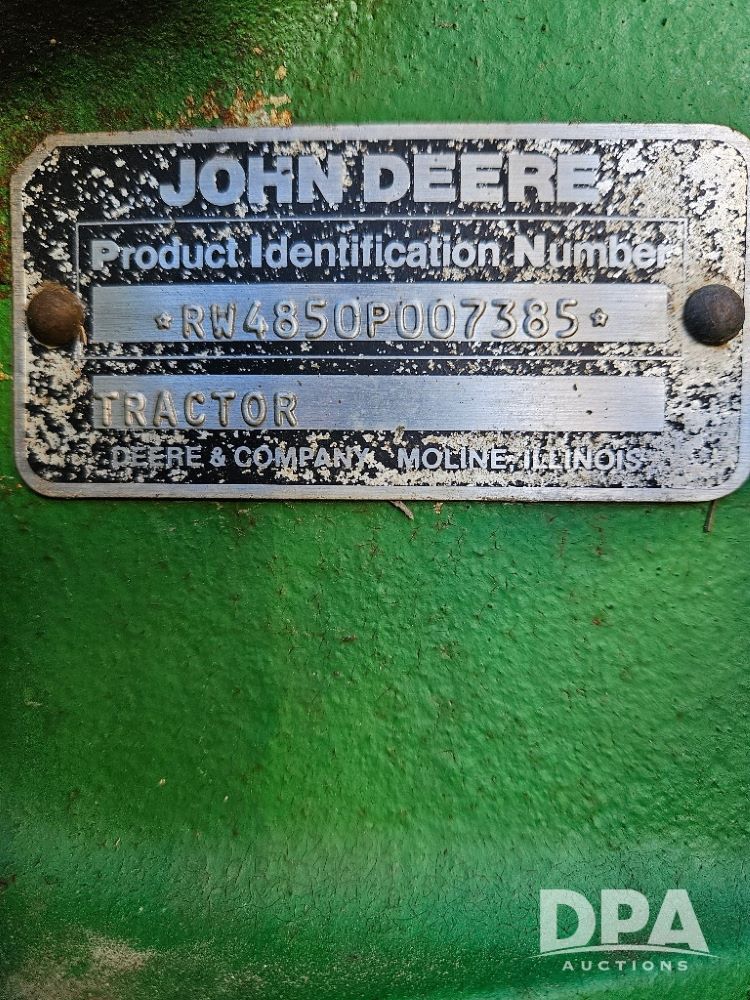 JOHN DEERE
Product Identification Number
*RW4850P007385*
TRACTOR
DEERE & COMPANY MOLINE, ILLINOIS
DPA
AUCTIONS